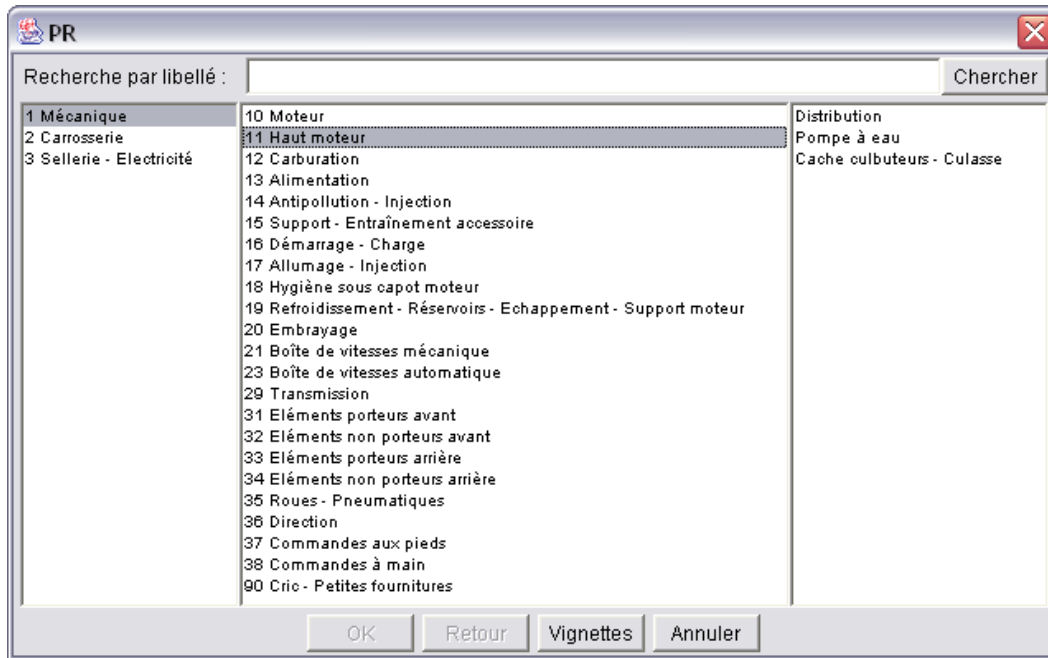 PR
Recherche par libellé :
Chercher
1 Mécanique
2 Carrosserie
3 Sellerie - Electricité
10 Moteur
11 Haut moteur
12 Carburation
13 Alimentation
14 Antipollution - Injection
15 Support - Entraînement accessoire
16 Démarrage - Charge
17 Allumage - Injection
18 Hygiène sous capot moteur
19 Refroidissement - Réservoirs - Echappement - Support moteur
20 Embrayage
21 Boîte de vitesses mécanique
23 Boîte de vitesses automatique
29 Transmission
31 Eléments porteurs avant
32 Eléments non porteurs avant
33 Eléments porteurs arrière
34 Eléments non porteurs arrière
35 Roues - Pneumatiques
36 Direction
37 Commandes aux pieds
38 Commandes à main
90 Cric - Petites fournitures
Distribution
Pompe à eau
Cache culbuteurs - Culasse
OK
Retour
Vignettes
Annuler